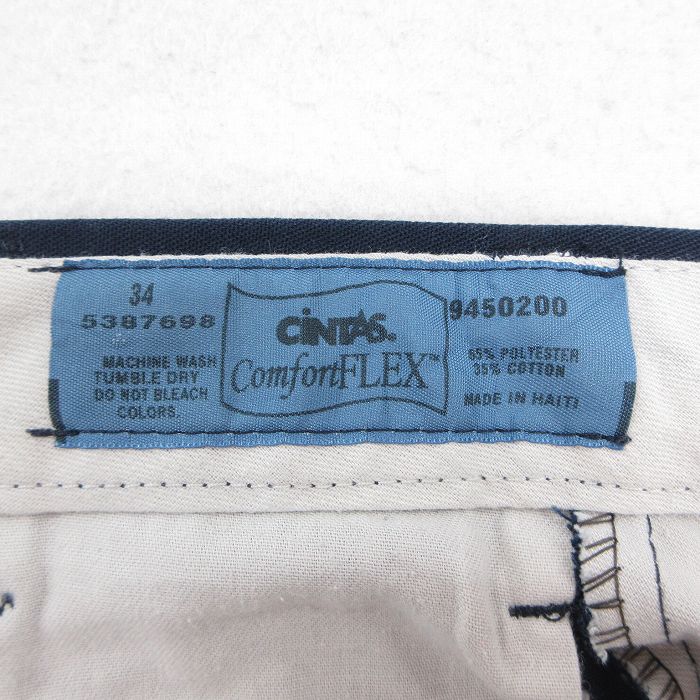 34
5387698
MACHINE WASH
TUMBLE DRY
DO NOT BLEACH
COLORS.
CiNTAS®
ComfortFLEX™
9450200
65% POLYESTER
35% COTTON
MADE IN HAITI